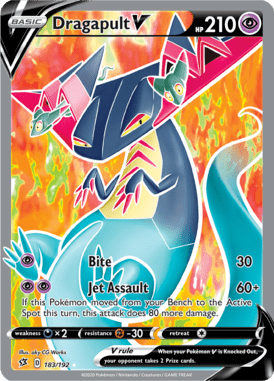 BASIC
Dragapult V
HP 210
Bite 30
Jet Assault 60+
If this Pokémon moved from your Bench to the Active
Spot this turn, this attack does 80 more damage.
weakness ×2 resistance -30 retreat
V rule
When your Pokémon V is Knocked Out,
your opponent takes 2 Prize cards.
Illus. aky CG Works
D 183/192
©2020 Pokémon / Nintendo / Creatures / GAME FREAK